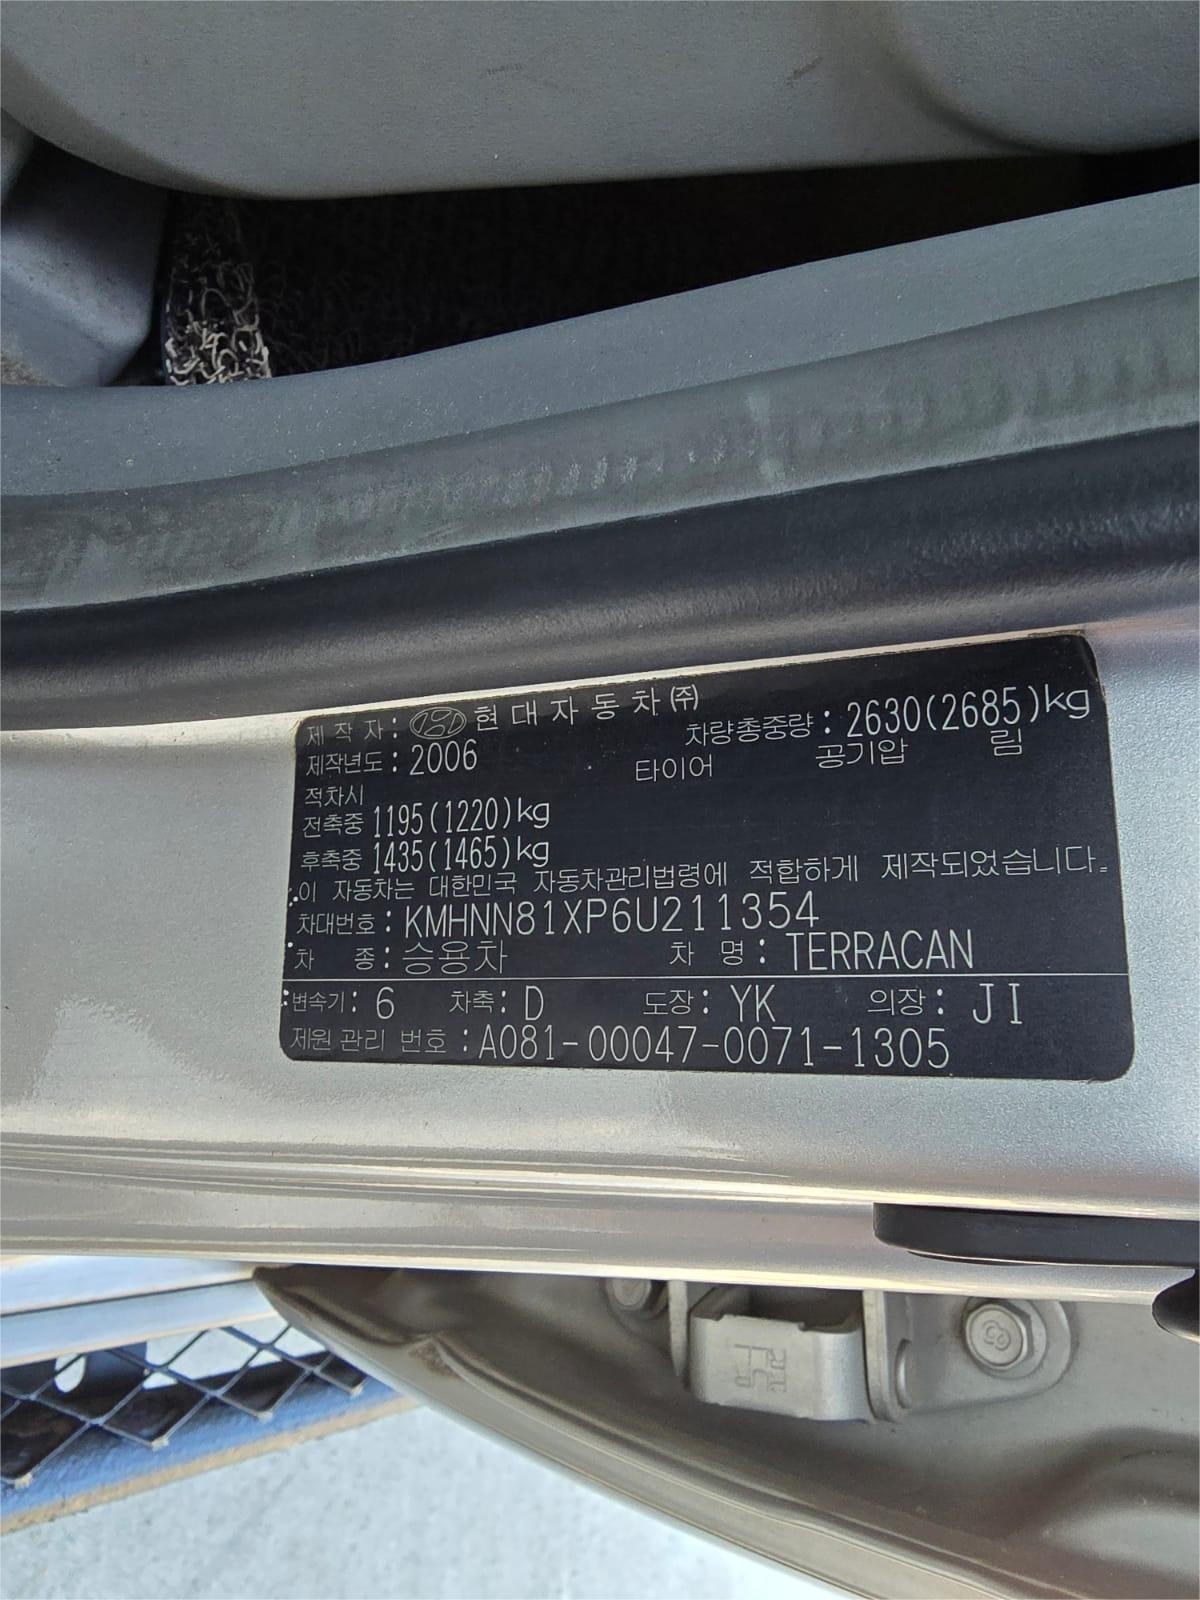 제 작 자 : 현대자동차㈜
차량총중량 : 2630(2685)kg
제작년도 : 2006
타이어 공기압 림
적차시
전축중 1195(1220)kg
후축중 1435(1465)kg
이 자동차는 대한민국 자동차관리법령에 적합하게 제작되었습니다.
차대번호 : KMHNN81XP6U211354
차 종 : 승용차 차 명 : TERRACAN
변속기 : 6 차축 : D 도장 : YK 의장 : JI
제원 관리 번호 : A081-00047-0071-1305